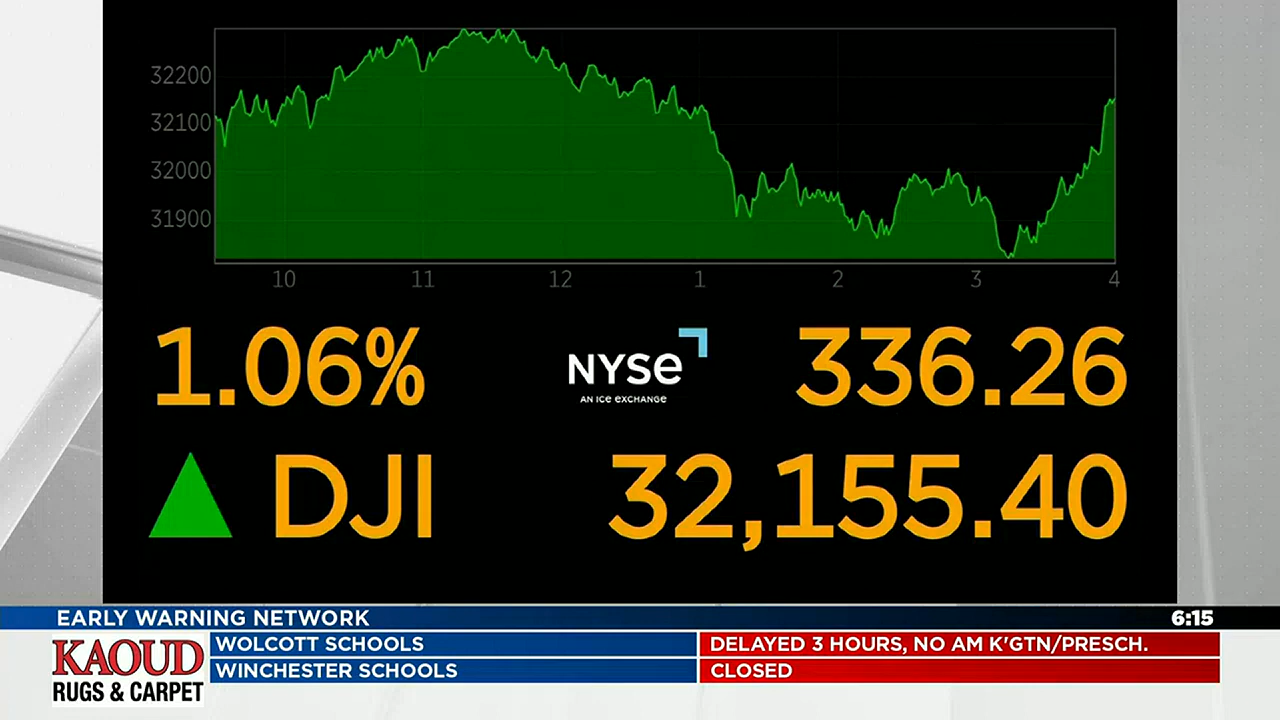 32200
32100
32000
31900
10 11 12 1 2 3 4
1.06% NYSE 336.26
AN ICE EXCHANGE
DJI 32,155.40
EARLY WARNING NETWORK 6:15
KAOUD WOLCOTT SCHOOLS DELAYED 3 HOURS, NO AM K'GTN/PRESCH.
RUGS & CARPET WINCHESTER SCHOOLS CLOSED